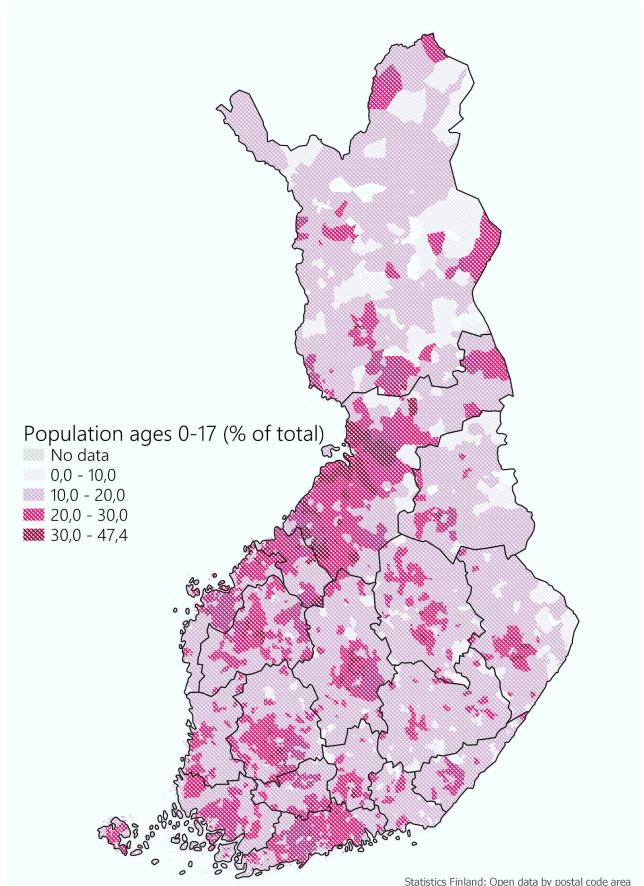 Population ages 0-17 (% of total)
No data
0,0 - 10,0
10,0 - 20,0
20,0 - 30,0
30,0 - 47,4
Statistics Finland: Open data by postal code area